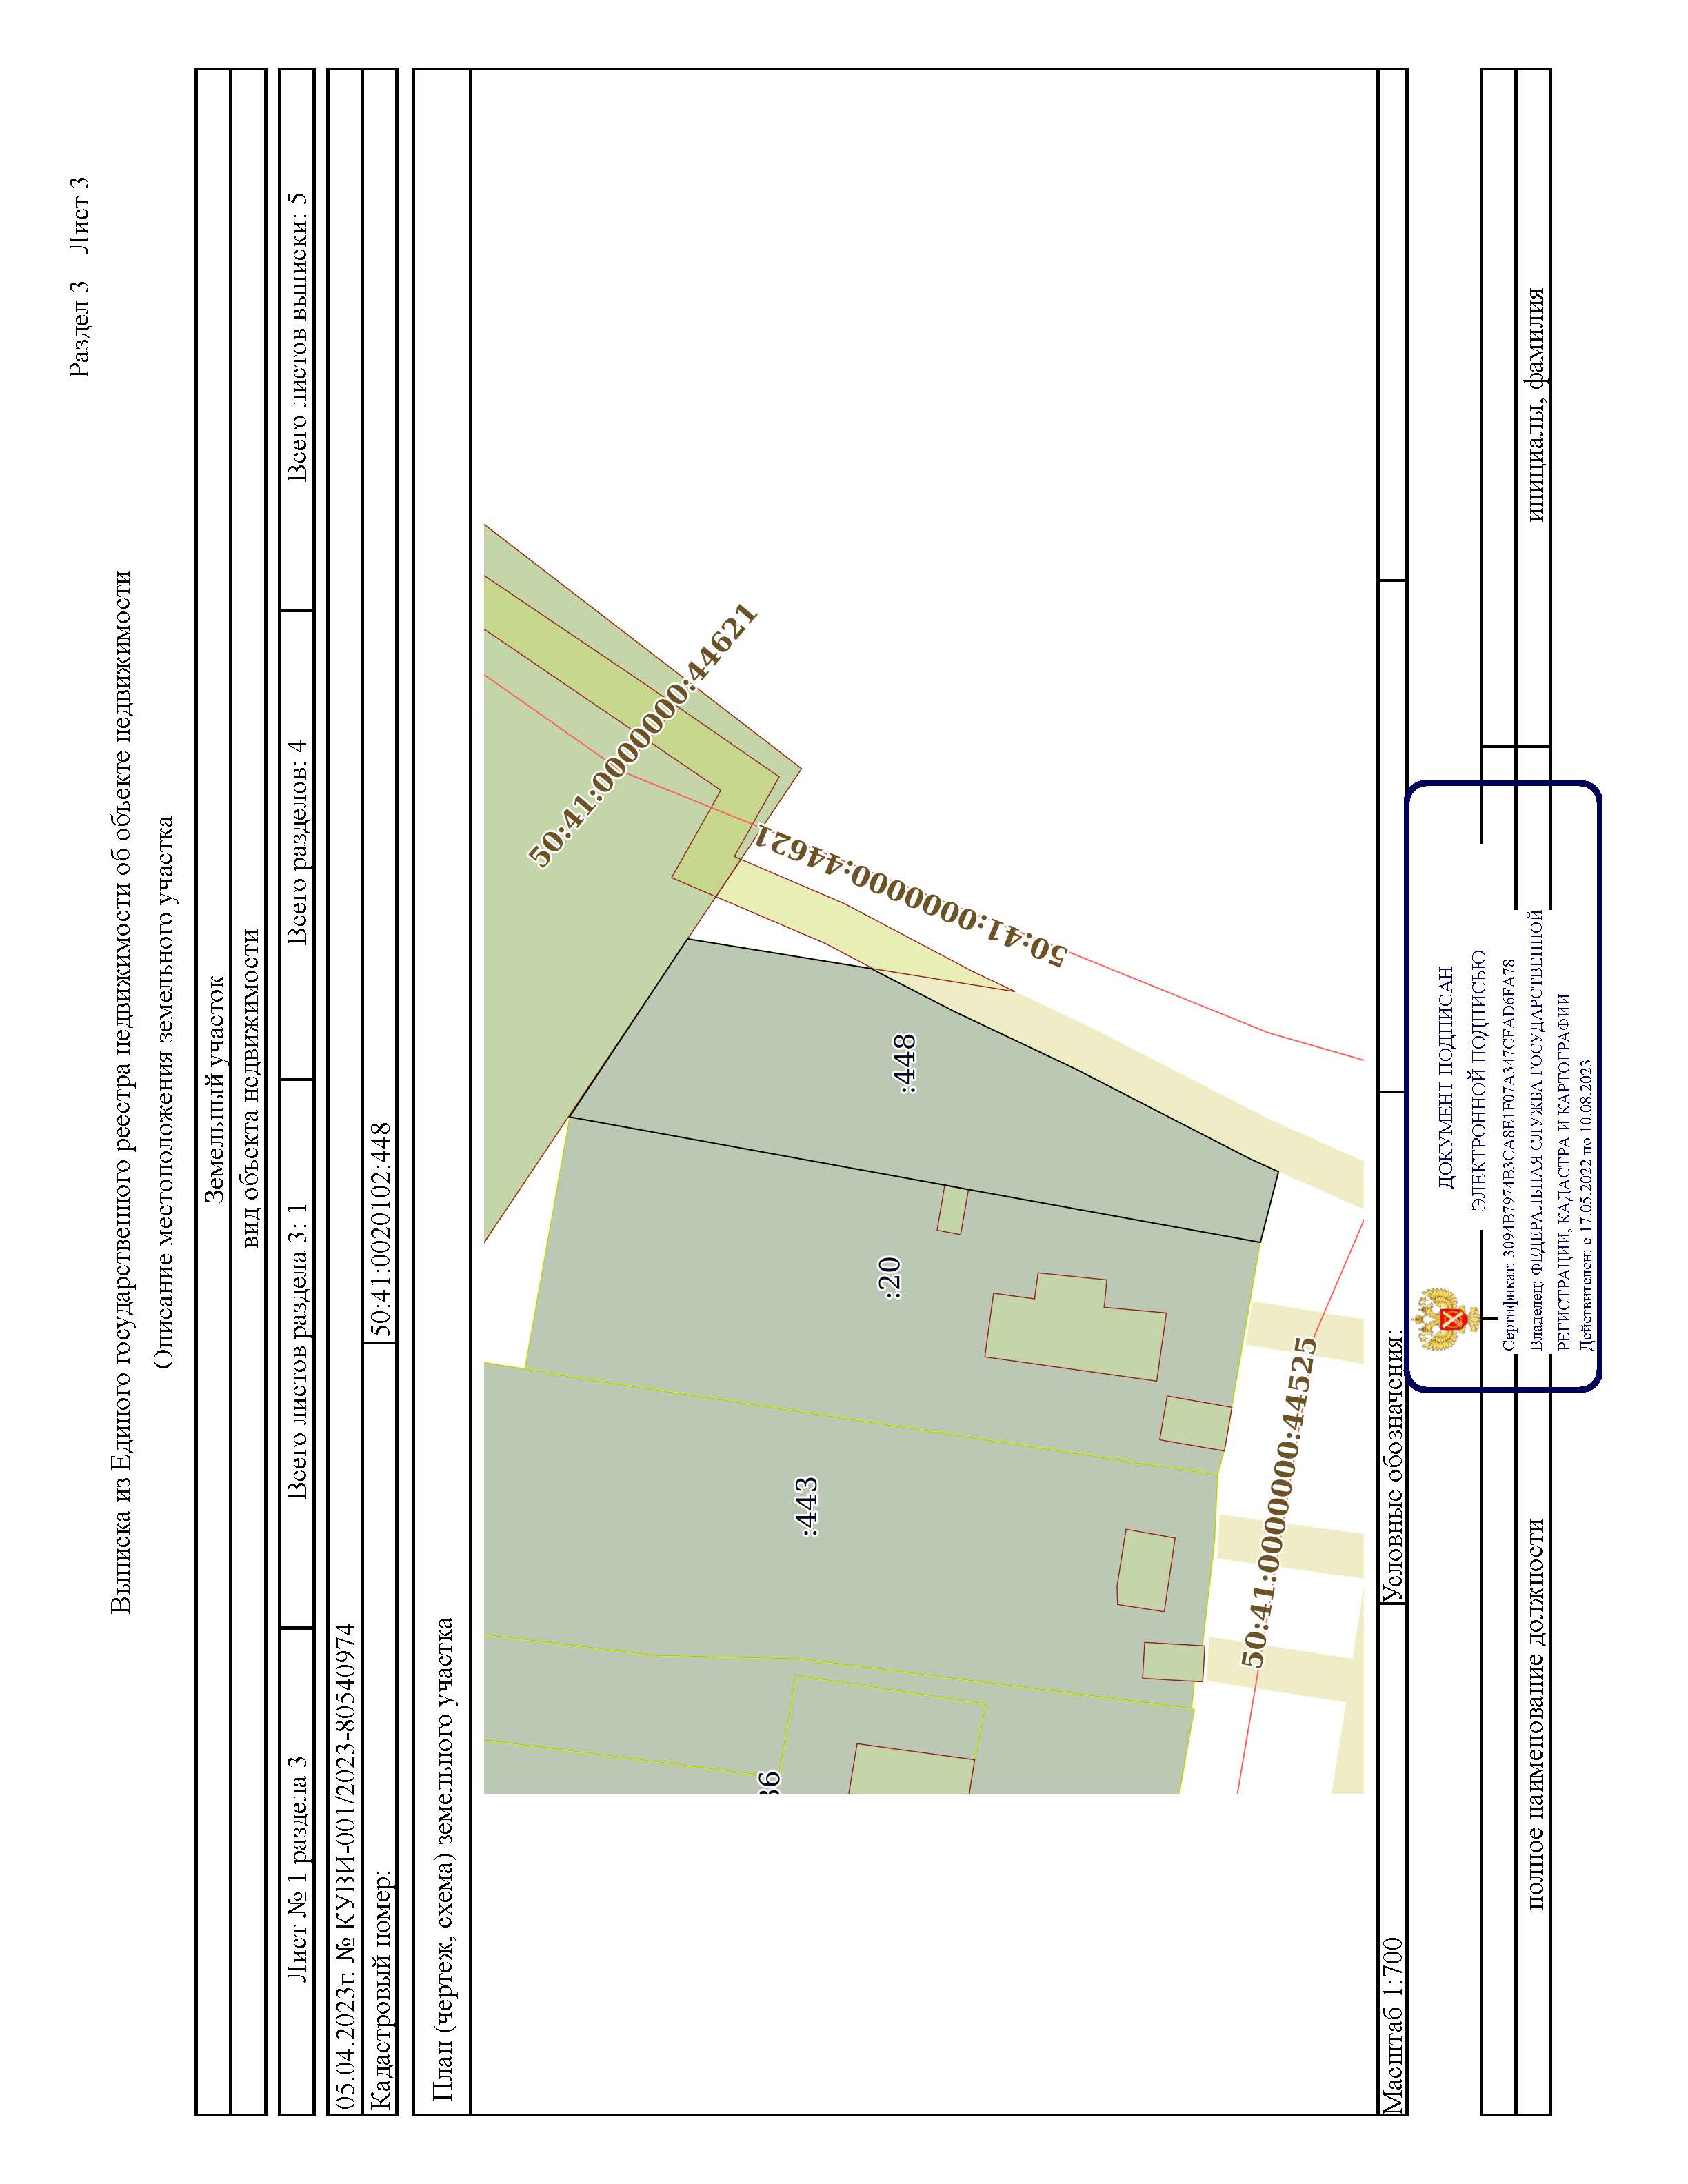 Раздел 3 Лист 3
Выписка из Единого государственного реестра недвижимости об объекте недвижимости
Описание местоположения земельного участка
Земельный участок
вид объекта недвижимости
Лист № 1 раздела 3 Всего листов раздела 3: 1 Всего разделов: 4 Всего листов выписки: 5
05.04.2023г. № КУВИ-001/2023-80540974
Кадастровый номер: 50:41:0020102:448
План (чертеж, схема) земельного участка
50:41:0000000:44621
50:41:0000000:44621
:448
:20
:443
36
50:41:0000000:44525
Масштаб 1:700 Условные обозначения:
ДОКУМЕНТ ПОДПИСАН
ЭЛЕКТРОННОЙ ПОДПИСЬЮ
Сертификат: 3094B7974B3CA8E1F07A347CFAD6FA78
Владелец: ФЕДЕРАЛЬНАЯ СЛУЖБА ГОСУДАРСТВЕННОЙ
РЕГИСТРАЦИИ, КАДАСТРА И КАРТОГРАФИИ
Действителен: с 17.05.2022 по 10.08.2023
полное наименование должности инициалы, фамилия